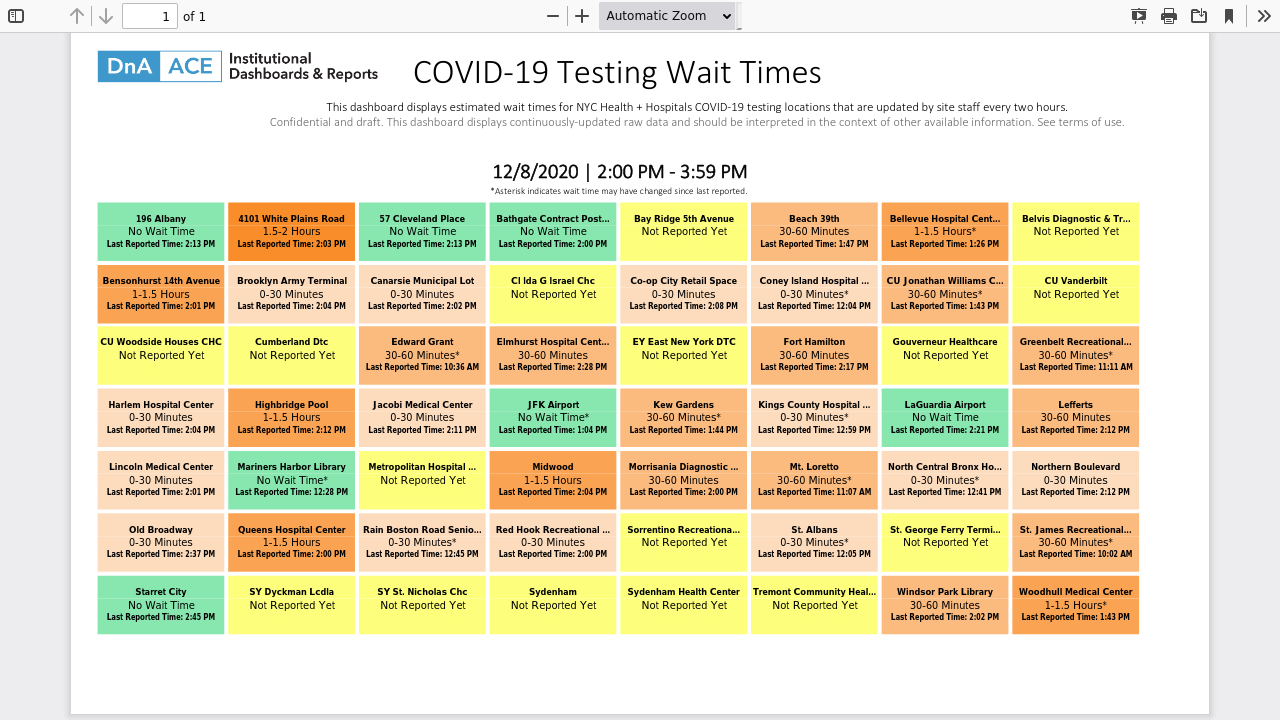 1 of 1
Automatic Zoom
DnA ACE Institutional
Dashboards & Reports
COVID-19 Testing Wait Times
This dashboard displays estimated wait times for NYC Health + Hospitals COVID-19 testing locations that are updated by site staff every two hours.
Confidential and draft. This dashboard displays continuously-updated raw data and should be interpreted in the context of other available information. See terms of use.
12/8/2020 | 2:00 PM - 3:59 PM
*Asterisk indicates wait time may have changed since last reported.
196 Albany
No Wait Time
Last Reported Time: 2:13 PM
4101 White Plains Road
1.5-2 Hours
Last Reported Time: 2:03 PM
57 Cleveland Place
No Wait Time
Last Reported Time: 2:13 PM
Bathgate Contract Post...
No Wait Time
Last Reported Time: 2:00 PM
Bay Ridge 5th Avenue
Not Reported Yet
Beach 39th
30-60 Minutes
Last Reported Time: 1:47 PM
Bellevue Hospital Cent...
1-1.5 Hours*
Last Reported Time: 1:26 PM
Belvis Diagnostic & Tr...
Not Reported Yet
Bensonhurst 14th Avenue
1-1.5 Hours
Last Reported Time: 2:01 PM
Brooklyn Army Terminal
0-30 Minutes
Last Reported Time: 2:04 PM
Canarsie Municipal Lot
0-30 Minutes
Last Reported Time: 2:02 PM
Cl Ida G Israel Chc
Not Reported Yet
Co-op City Retail Space
0-30 Minutes
Last Reported Time: 2:08 PM
Coney Island Hospital ...
0-30 Minutes*
Last Reported Time: 12:04 PM
CU Jonathan Williams C...
30-60 Minutes*
Last Reported Time: 1:43 PM
CU Vanderbilt
Not Reported Yet
CU Woodside Houses CHC
Not Reported Yet
Cumberland Dtc
Not Reported Yet
Edward Grant
30-60 Minutes*
Last Reported Time: 10:36 AM
Elmhurst Hospital Cent...
30-60 Minutes
Last Reported Time: 2:28 PM
EY East New York DTC
Not Reported Yet
Fort Hamilton
30-60 Minutes
Last Reported Time: 2:17 PM
Gouverneur Healthcare
Not Reported Yet
Greenbelt Recreational...
30-60 Minutes*
Last Reported Time: 11:11 AM
Harlem Hospital Center
0-30 Minutes
Last Reported Time: 2:04 PM
Highbridge Pool
1-1.5 Hours
Last Reported Time: 2:12 PM
Jacobi Medical Center
0-30 Minutes
Last Reported Time: 2:11 PM
JFK Airport
No Wait Time*
Last Reported Time: 1:04 PM
Kew Gardens
30-60 Minutes*
Last Reported Time: 1:44 PM
Kings County Hospital ...
0-30 Minutes*
Last Reported Time: 12:59 PM
LaGuardia Airport
No Wait Time
Last Reported Time: 2:21 PM
Lefferts
30-60 Minutes
Last Reported Time: 2:12 PM
Lincoln Medical Center
0-30 Minutes
Last Reported Time: 2:01 PM
Mariners Harbor Library
No Wait Time*
Last Reported Time: 12:28 PM
Metropolitan Hospital ...
Not Reported Yet
Midwood
1-1.5 Hours
Last Reported Time: 2:04 PM
Morrisania Diagnostic ...
30-60 Minutes
Last Reported Time: 2:00 PM
Mt. Loretto
30-60 Minutes*
Last Reported Time: 11:07 AM
North Central Bronx Ho...
0-30 Minutes*
Last Reported Time: 12:41 PM
Northern Boulevard
0-30 Minutes
Last Reported Time: 2:12 PM
Old Broadway
0-30 Minutes
Last Reported Time: 2:37 PM
Queens Hospital Center
1-1.5 Hours
Last Reported Time: 2:00 PM
Rain Boston Road Senio...
0-30 Minutes*
Last Reported Time: 12:45 PM
Red Hook Recreational ...
0-30 Minutes
Last Reported Time: 2:00 PM
Sorrentino Recreationa...
Not Reported Yet
St. Albans
0-30 Minutes*
Last Reported Time: 12:05 PM
St. George Ferry Termi...
Not Reported Yet
St. James Recreational...
30-60 Minutes*
Last Reported Time: 10:02 AM
Starret City
No Wait Time
Last Reported Time: 2:45 PM
SY Dyckman Lcdla
Not Reported Yet
SY St. Nicholas Chc
Not Reported Yet
Sydenham
Not Reported Yet
Sydenham Health Center
Not Reported Yet
Tremont Community Heal...
Not Reported Yet
Windsor Park Library
30-60 Minutes
Last Reported Time: 2:02 PM
Woodhull Medical Center
1-1.5 Hours*
Last Reported Time: 1:43 PM